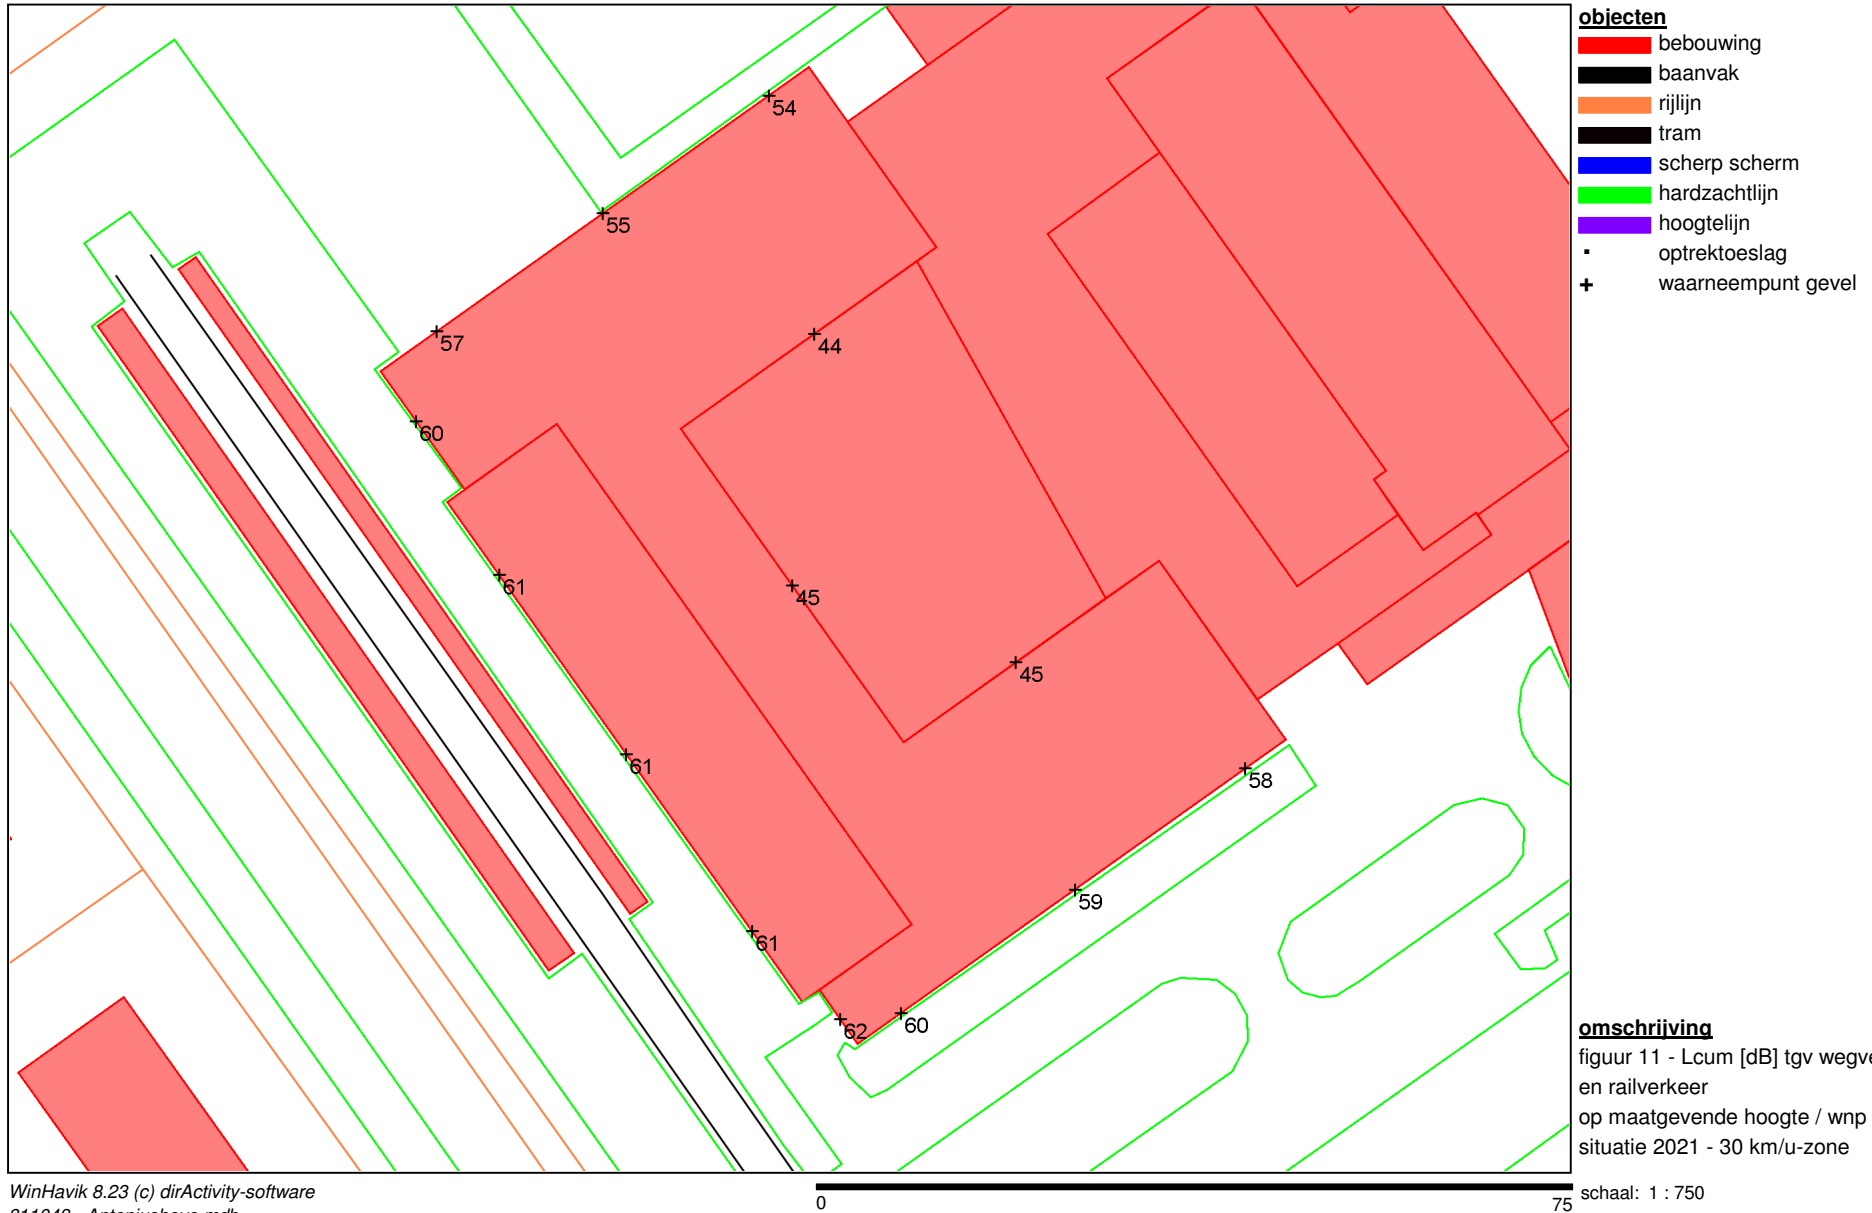 objecten
bebouwing
baanvak
rijlijn
tram
scherp scherm
hardzachtlijn
hoogtelijn
optrektoeslag
waarneempunt gevel
54
55
57
44
60
61
45
45
61
58
59
61
62
60
omschrijving
figuur 11 - Lcum [dB] tgv wegve
en railverkeer
op maatgevende hoogte / wnp
situatie 2021 - 30 km/u-zone
WinHavik 8.23 (c) dirActivity-software
0
75
schaal: 1 : 750